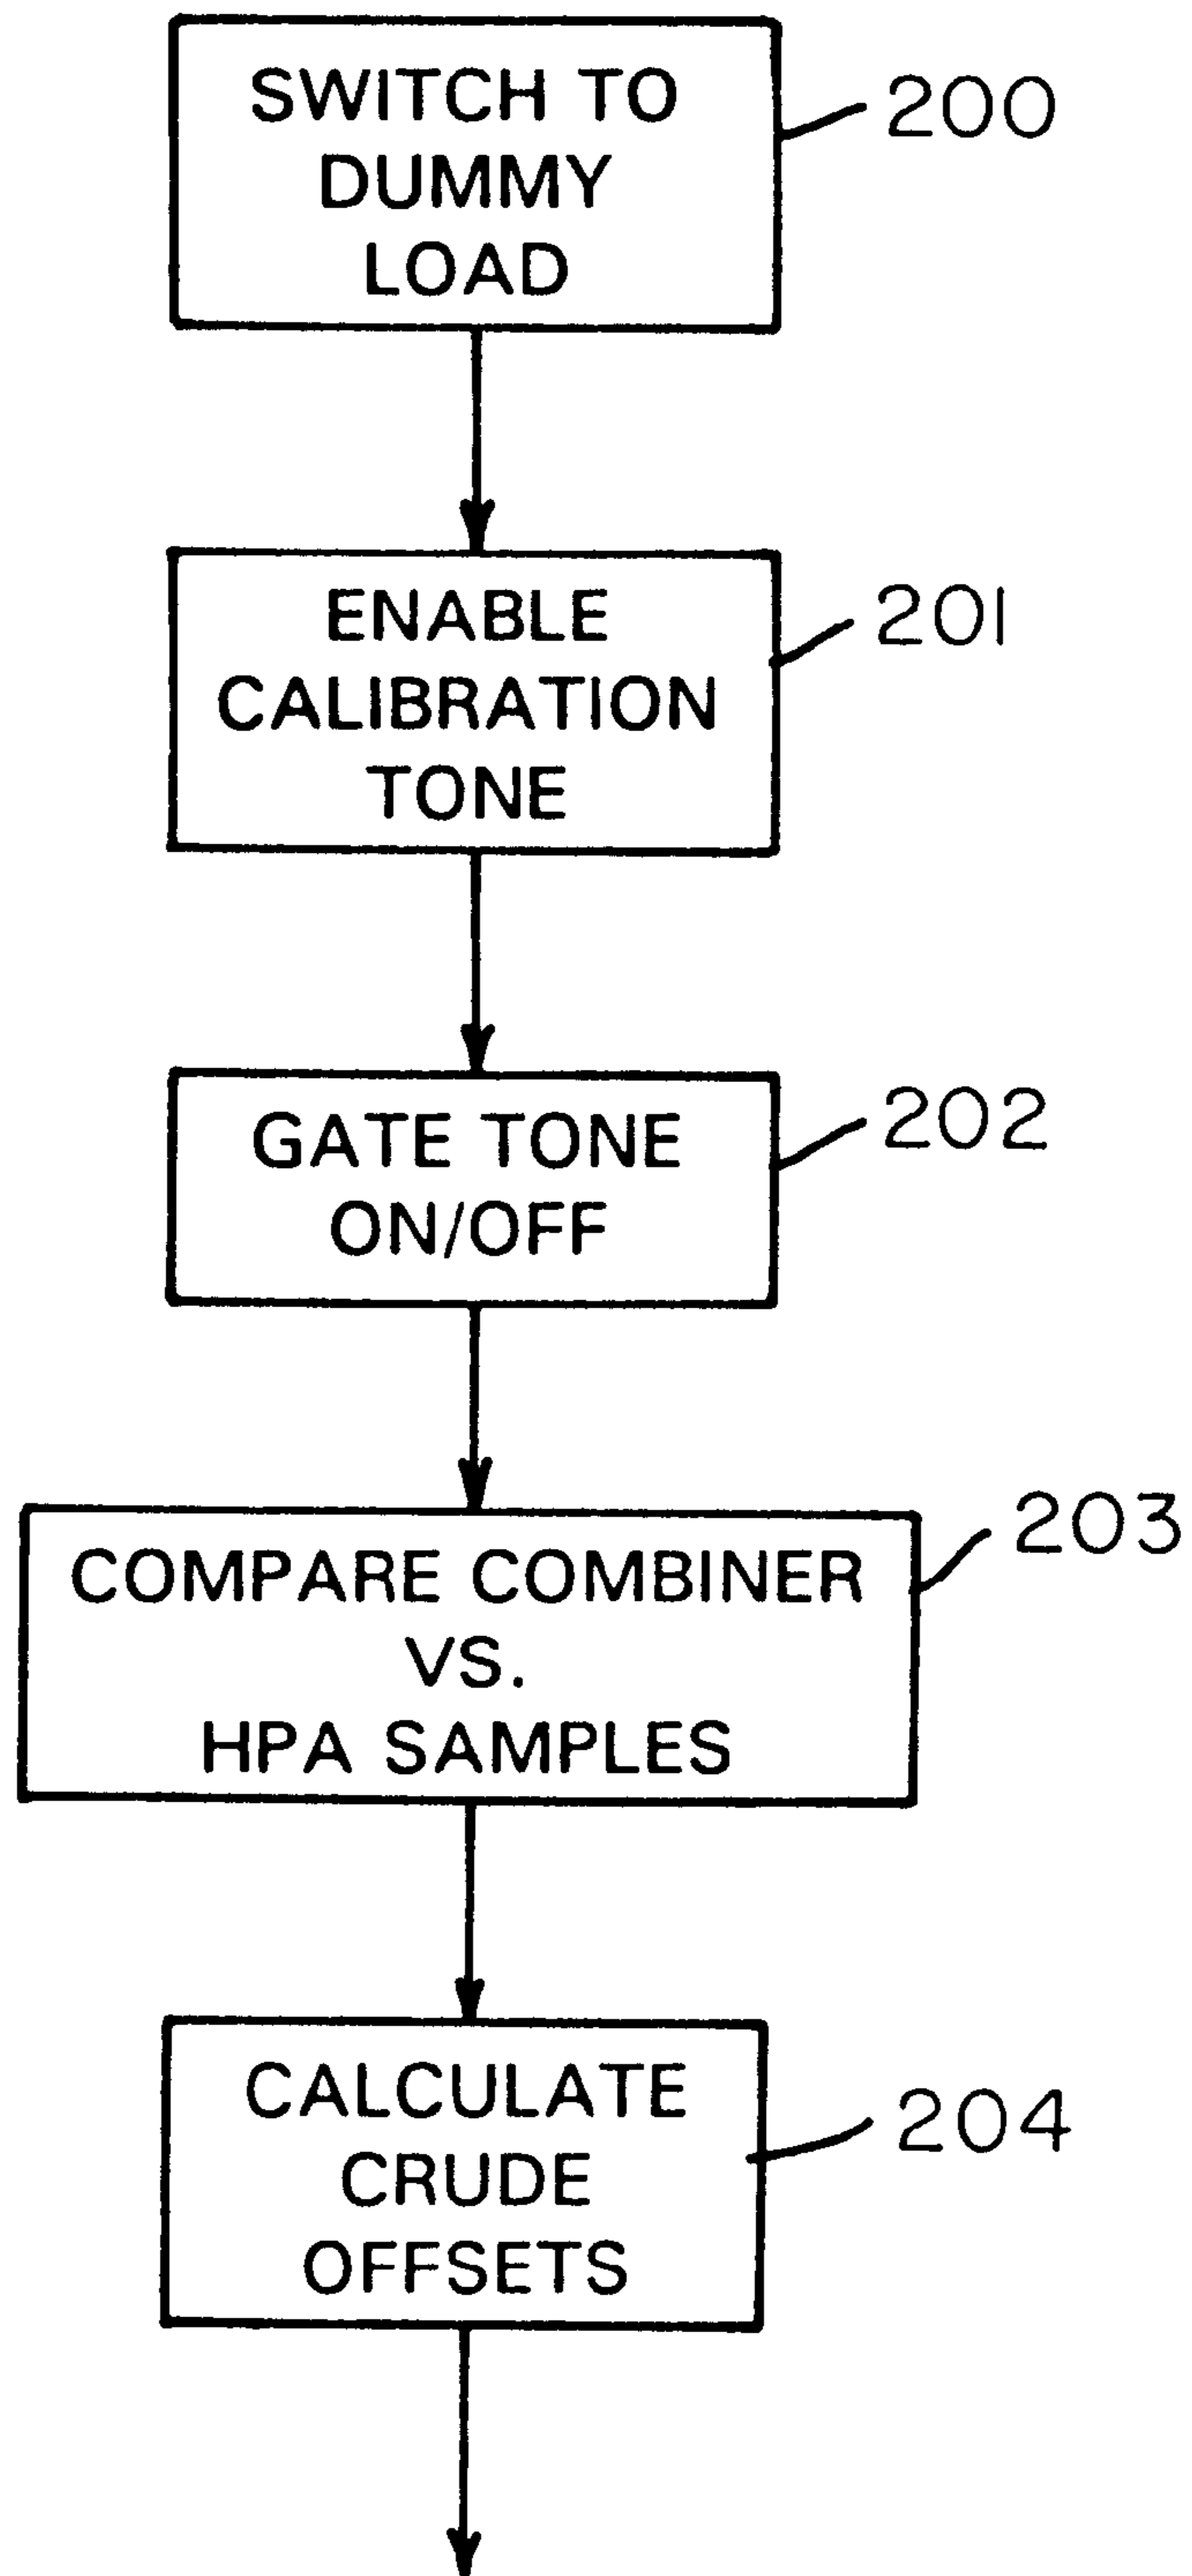 SWITCH TO
DUMMY
LOAD
200
ENABLE
CALIBRATION
TONE
201
GATE TONE
ON/OFF
202
COMPARE COMBINER
VS.
HPA SAMPLES
203
CALCULATE
CRUDE
OFFSETS
204